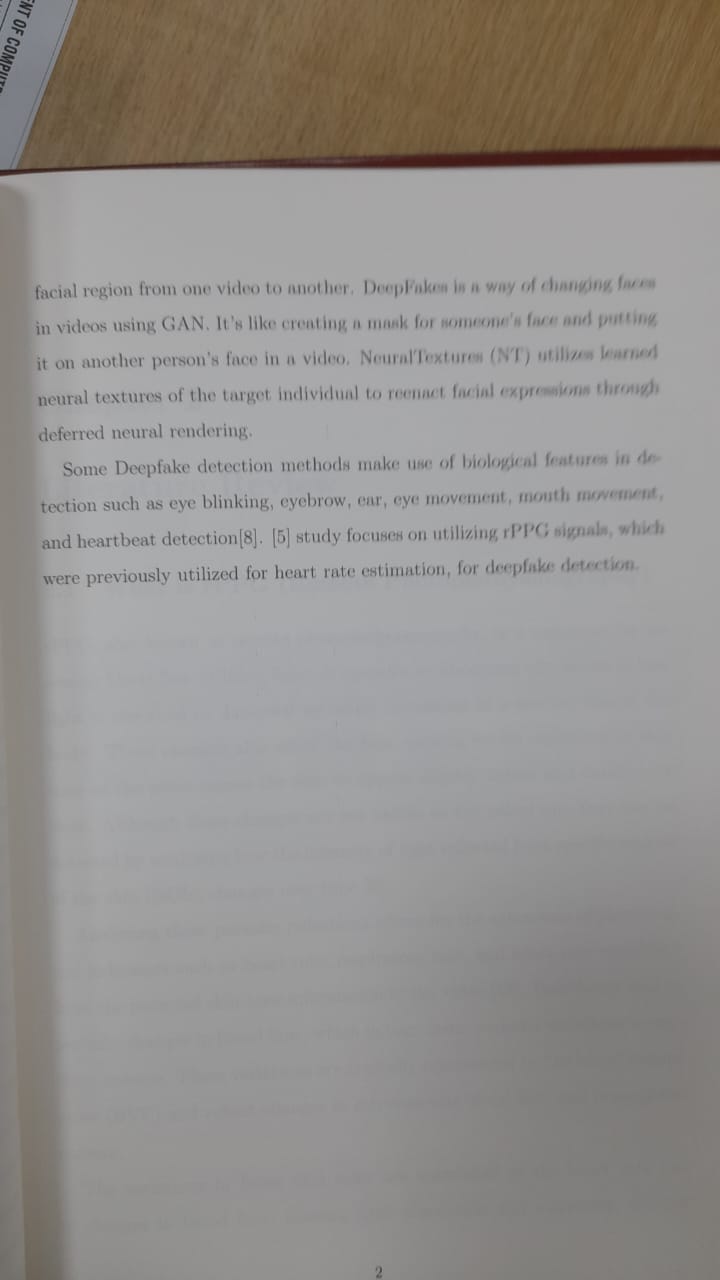 ENT OF COMPUTE
facial region from one video to another. DeepFakes is a way of changing faces
in videos using GAN. It's like creating a mask for someone's face and putting
it on another person's face in a video. NeuralTextures (NT) utilizes learned
neural textures of the target individual to reenact facial expressions through
deferred neural rendering.
Some Deepfake detection methods make use of biological features in de-
tection such as eye blinking, eyebrow, ear, eye movement, mouth movement,
and heartbeat detection[8]. [5] study focuses on utilizing rPPG signals, which
were previously utilized for heart rate estimation, for deepfake detection.
2